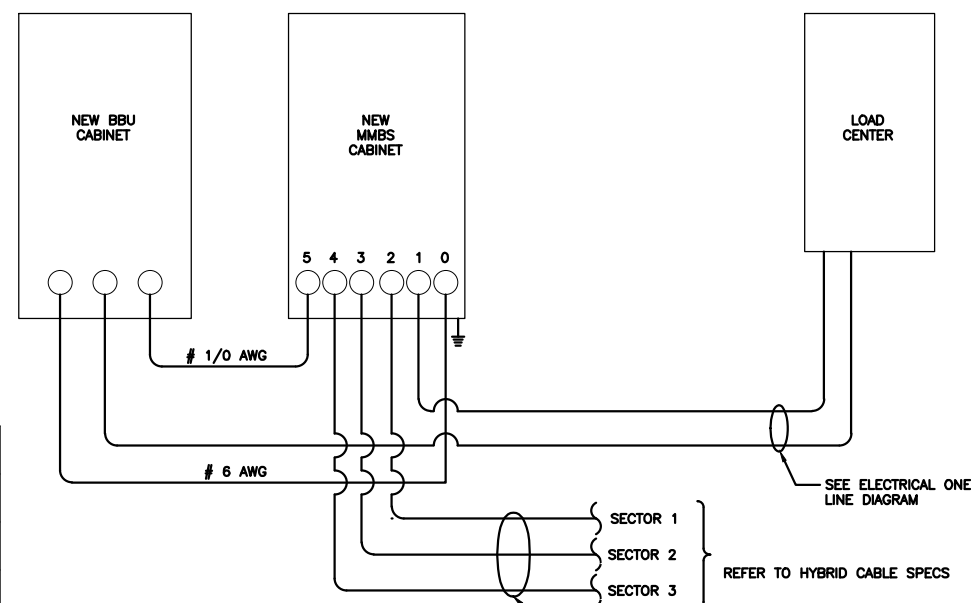 NEW BBU
CABINET
NEW
MMBS
CABINET
LOAD
CENTER
5 4 3 2 1 0
# 1/0 AWG
# 6 AWG
SEE ELECTRICAL ONE
LINE DIAGRAM
SECTOR 1
SECTOR 2
SECTOR 3
REFER TO HYBRID CABLE SPECS